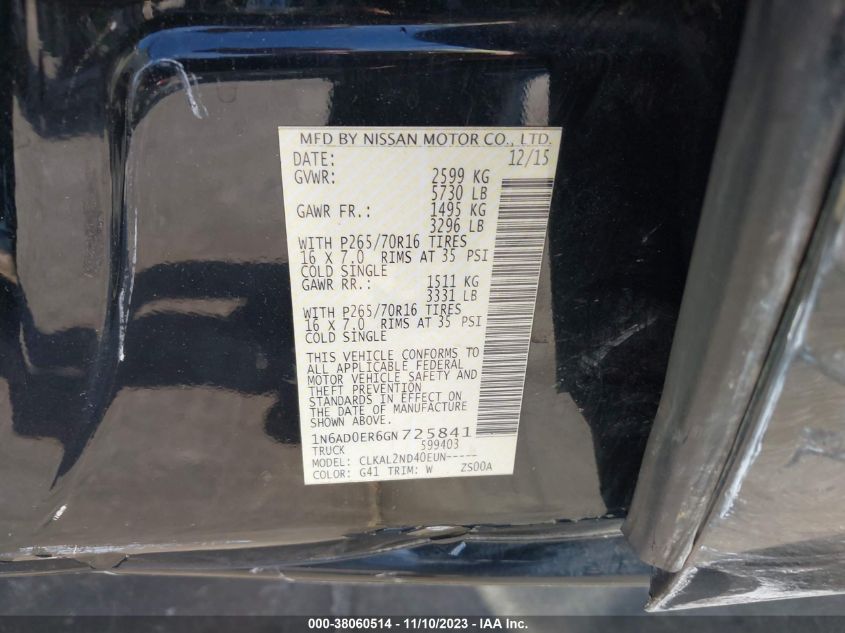 MFD BY NISSAN MOTOR CO., LTD.
DATE: 12/15
GVWR: 2599 KG
5730 LB
GAWR FR.: 1495 KG
3296 LB
WITH P265/70R16 TIRES
16 X 7.0 RIMS AT 35 PSI
COLD SINGLE
GAWR RR.: 1511 KG
3331 LB
WITH P265/70R16 TIRES
16 X 7.0 RIMS AT 35 PSI
COLD SINGLE
THIS VEHICLE CONFORMS TO
ALL APPLICABLE FEDERAL
MOTOR VEHICLE SAFETY AND
THEFT PREVENTION
STANDARDS IN EFFECT ON
THE DATE OF MANUFACTURE
SHOWN ABOVE.
1N6AD0ER6GN725841
TRUCK 599403
MODEL: CLKAL2ND40EUN-----
COLOR: G41 TRIM: W ZS00A
000-38060514 - 11/10/2023 - IAA Inc.